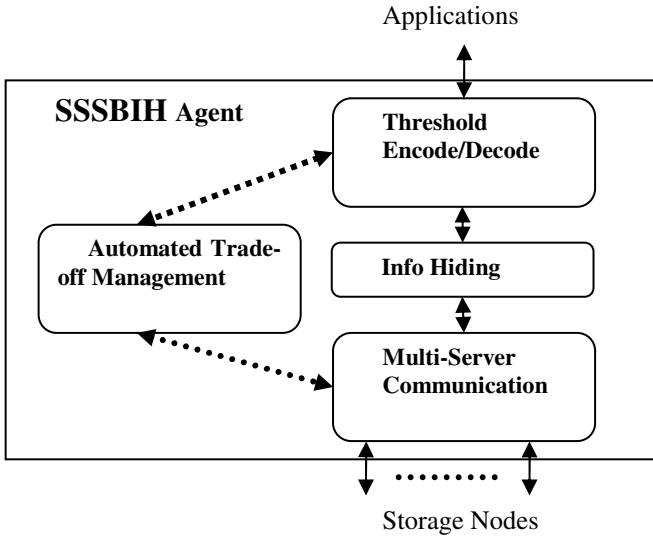 Applications
SSSBIH Agent
Threshold
Encode/Decode
Automated Trade-
off Management
Info Hiding
Multi-Server
Communication
Storage Nodes